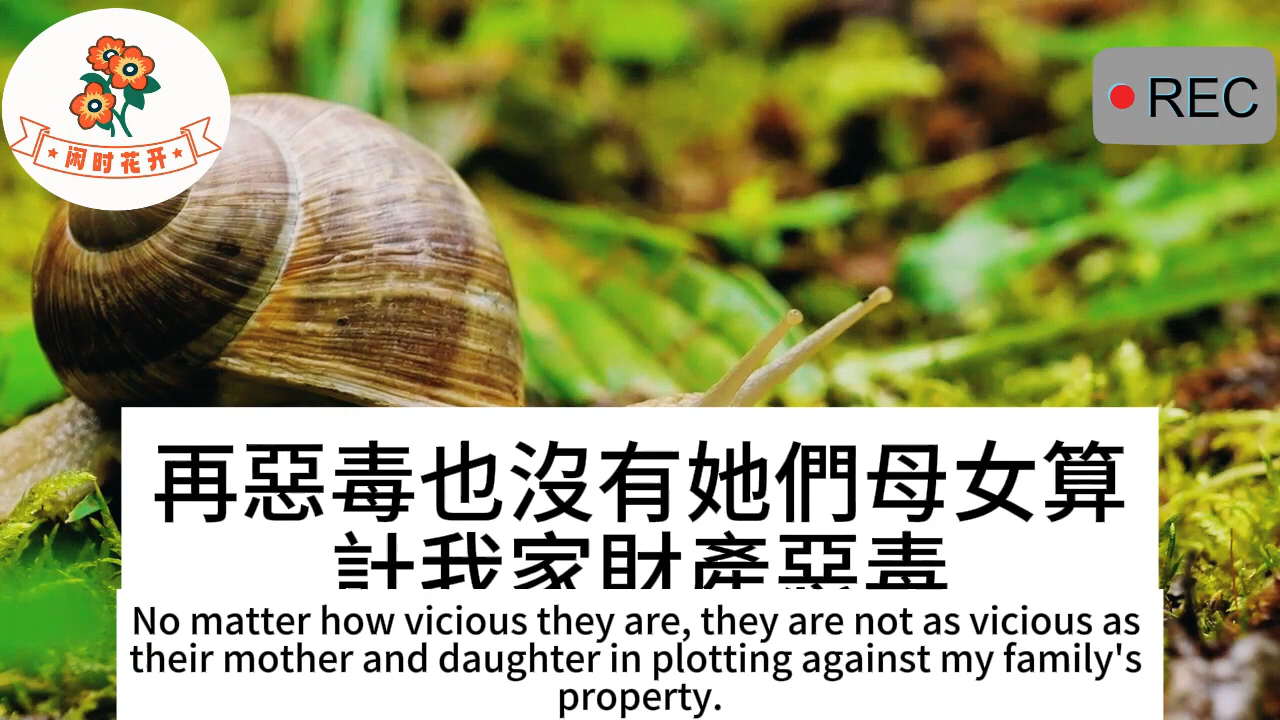 闲时花开
REC
再惡毒也沒有她們母女算
計我家財產惡毒
No matter how vicious they are, they are not as vicious as
their mother and daughter in plotting against my family's
property.